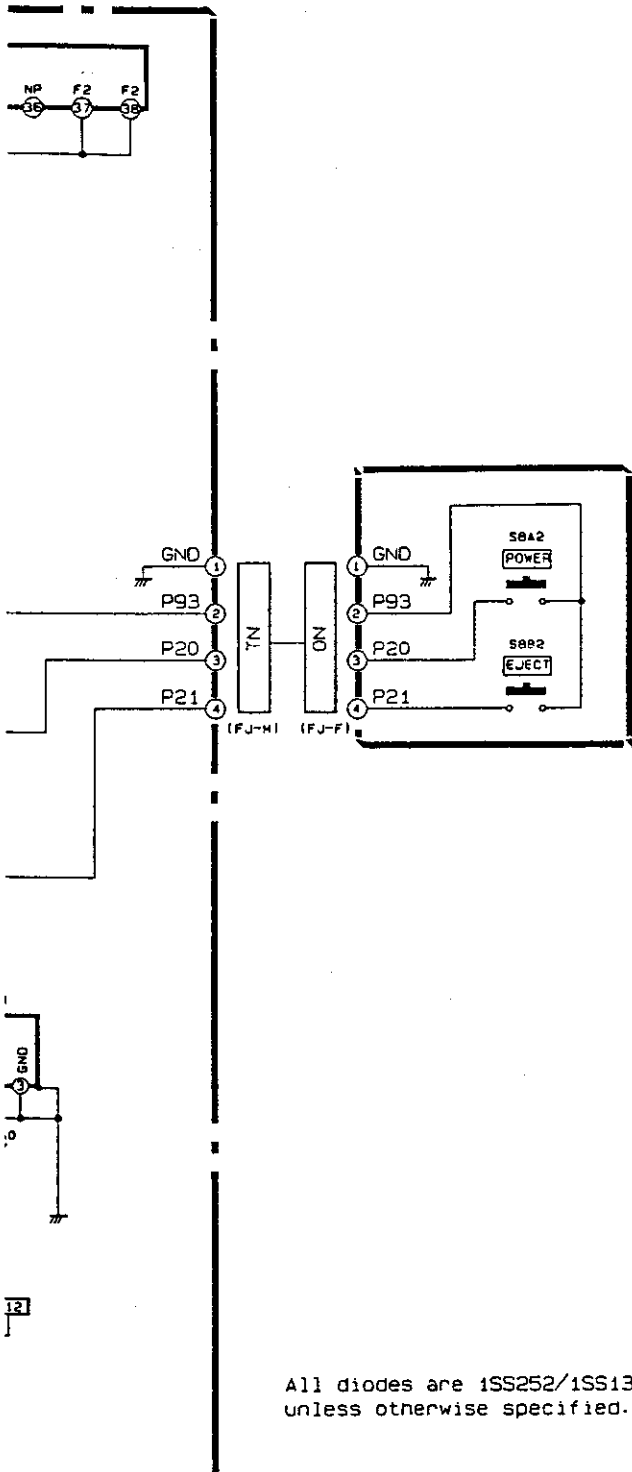 NP F2 F2
36 37 38
GND 1 1 GND
P93 2 2 P93
P20 3 3 P20
P21 4 4 P21
YN
ON
(FJ-H) (FJ-F)
S8A2
POWER
S8B2
EJECT
GND
3
12
All diodes are 1SS252/1SS13
unless otherwise specified.